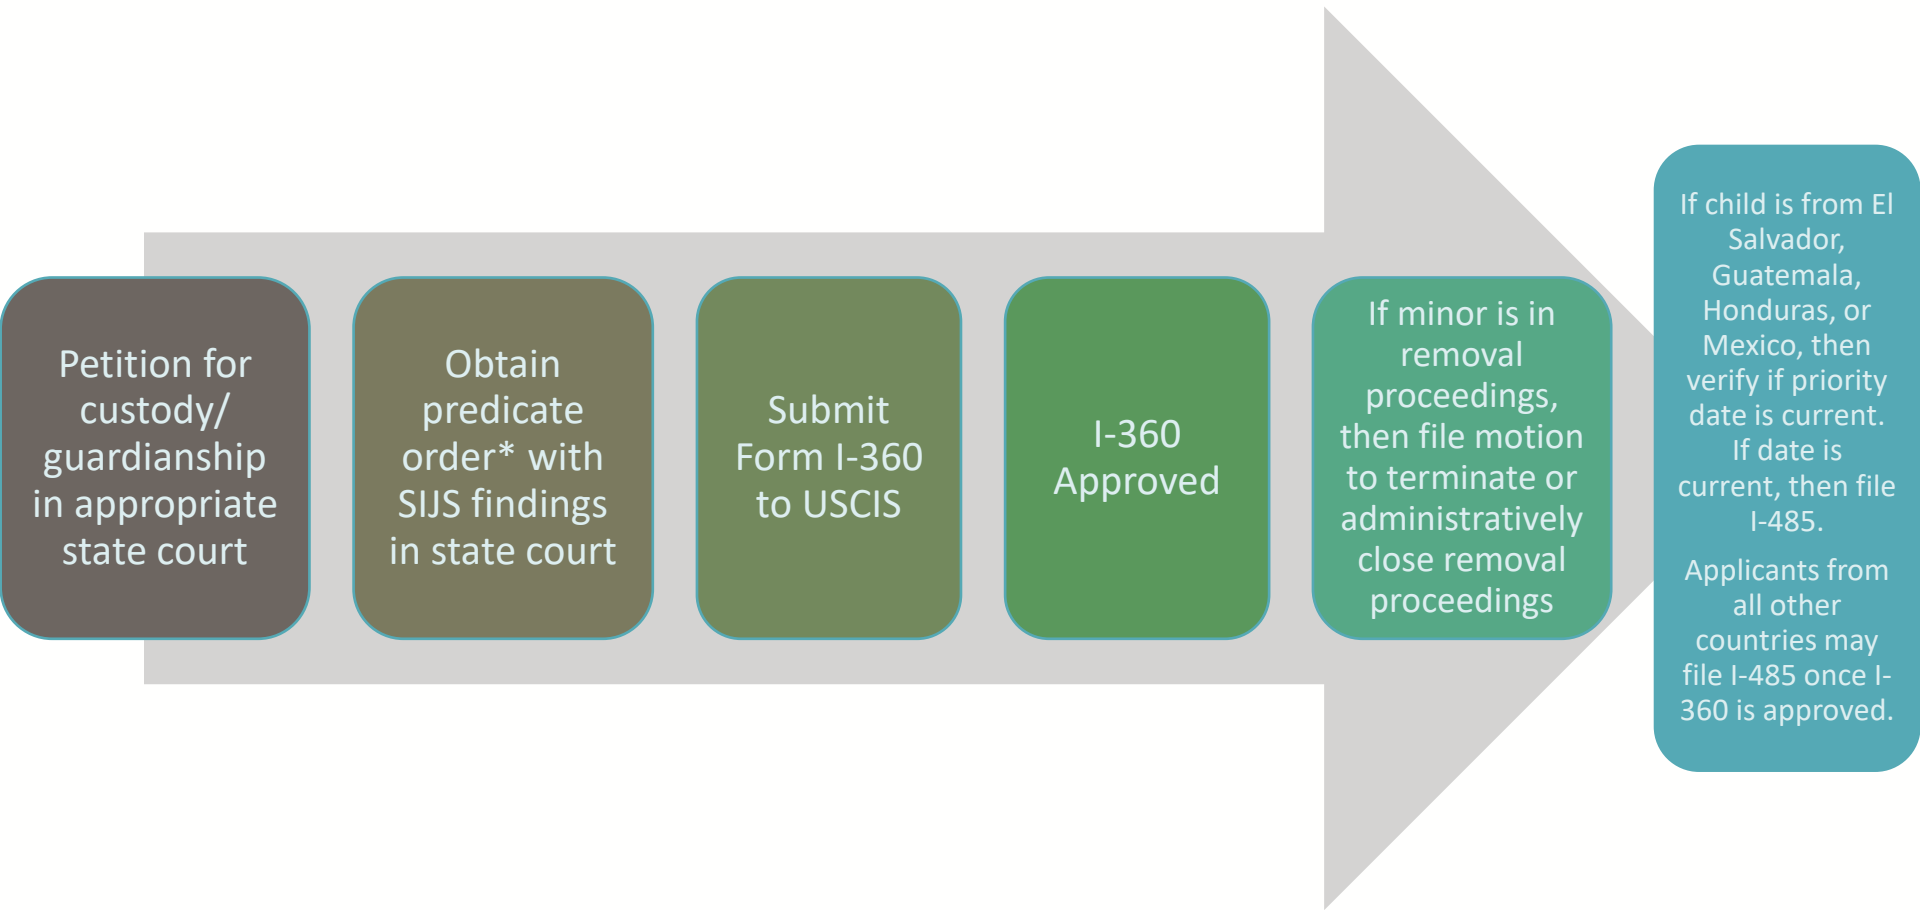 Petition for
custody/
guardianship
in appropriate
state court
Obtain
predicate
order* with
SIJS findings
in state court
Submit
Form I-360
to USCIS
I-360
Approved
If minor is in
removal
proceedings,
then file motion
to terminate or
administratively
close removal
proceedings
If child is from El
Salvador,
Guatemala,
Honduras, or
Mexico, then
verify if priority
date is current.
If date is
current, then file
I-485.
Applicants from
all other
countries may
file I-485 once I-
360 is approved.